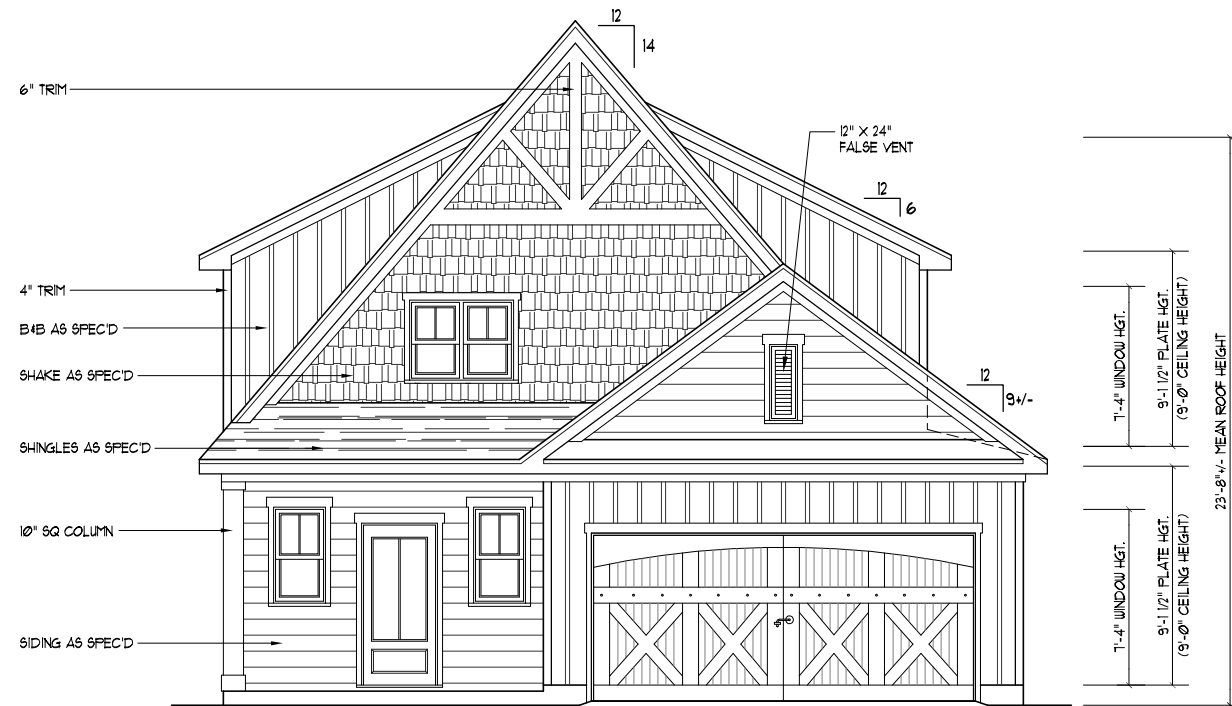 12
14
6" TRIM
12" X 24"
FALSE VENT
12
6
4" TRIM
B&B AS SPEC'D
SHAKE AS SPEC'D
12
9+/-
SHINGLES AS SPEC'D
10" SQ COLUMN
SIDING AS SPEC'D
7'-4" WINDOW HGT.
9'-1 1/2" PLATE HGT.
(9'-0" CEILING HEIGHT)
7'-4" WINDOW HGT.
9'-1 1/2" PLATE HGT.
(9'-0" CEILING HEIGHT)
23'-8"+/- MEAN ROOF HEIGHT